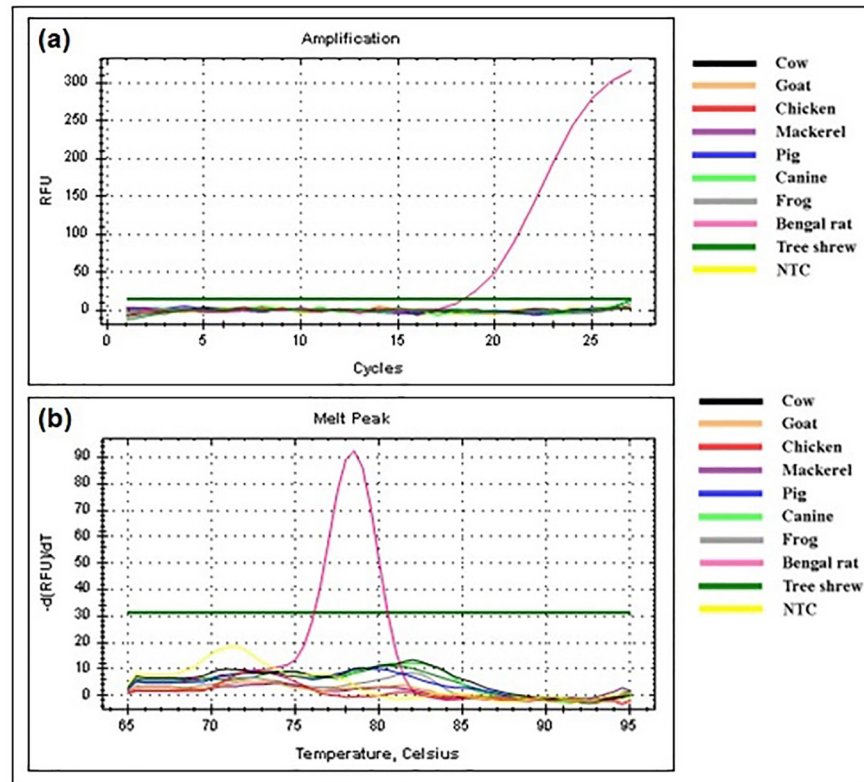 (a)
Amplification
300
250
200
150
100
50
0
RFU
0 5 10 15 20 25
Cycles
Cow
Goat
Chicken
Mackerel
Pig
Canine
Frog
Bengal rat
Tree shrew
NTC
(b)
Melt Peak
90
80
70
60
50
40
30
20
10
0
-d(RFU)/dT
65 70 75 80 85 90 95
Temperature, Celsius
Cow
Goat
Chicken
Mackerel
Pig
Canine
Frog
Bengal rat
Tree shrew
NTC